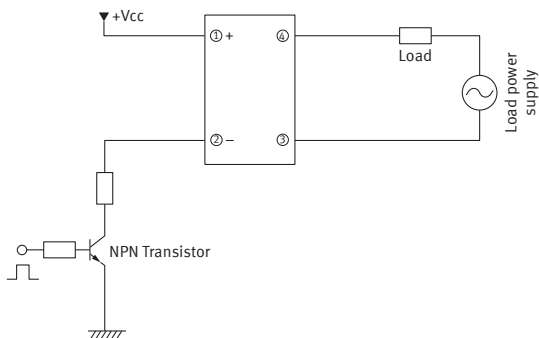 +Vcc
① +
④
Load
Load power
supply
② −
③
NPN Transistor